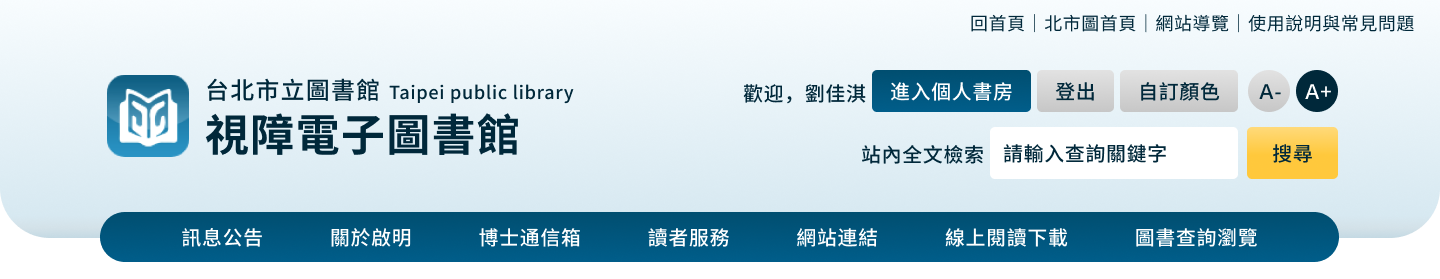 回首頁｜北市圖首頁｜網站導覽｜使用說明與常見問題
台北市立圖書館 Taipei public library
視障電子圖書館
歡迎，劉佳淇 進入個人書房 登出 自訂顏色 A- A+
站內全文檢索 請輸入查詢關鍵字 搜尋
訊息公告 關於啟明 博士通信箱 讀者服務 網站連結 線上閱讀下載 圖書查詢瀏覽